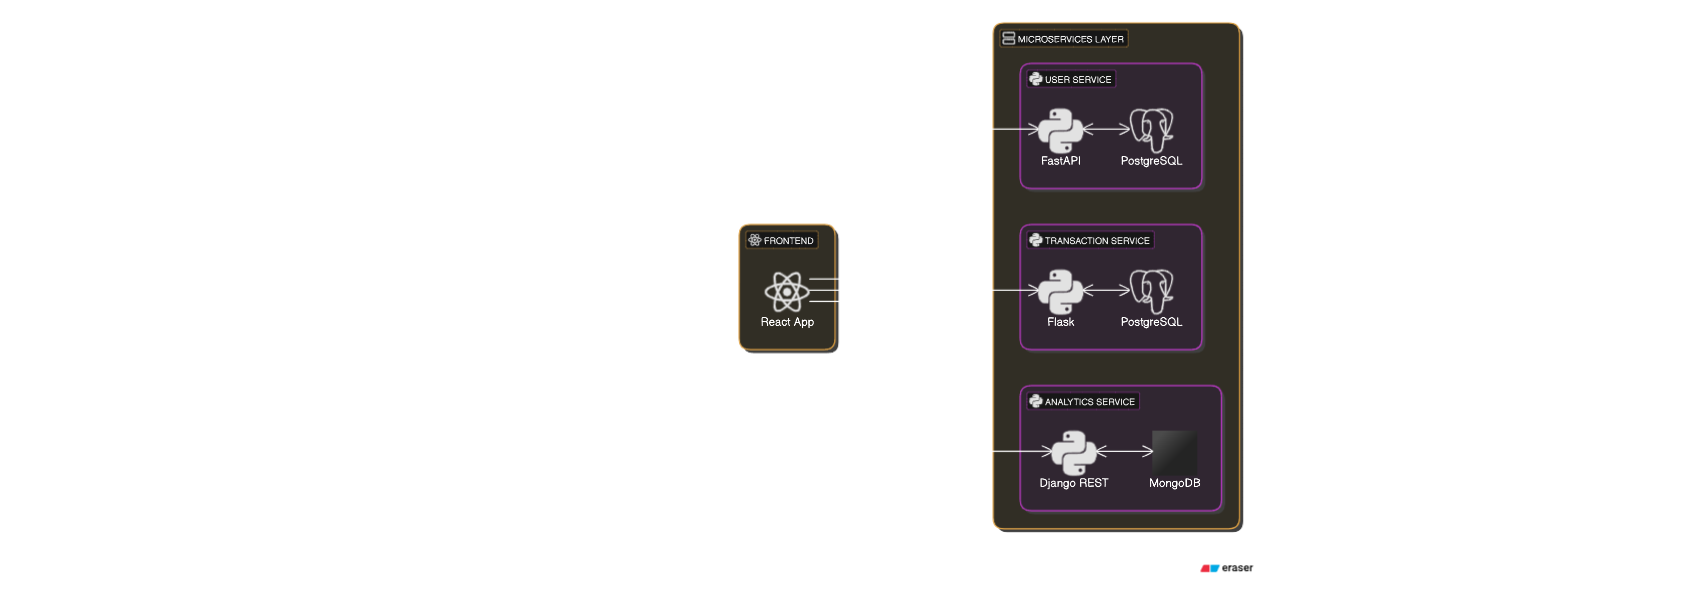 MICROSERVICES LAYER
USER SERVICE
FastAPI
PostgreSQL
FRONTEND
React App
TRANSACTION SERVICE
Flask
PostgreSQL
ANALYTICS SERVICE
Django REST
MongoDB
eraser